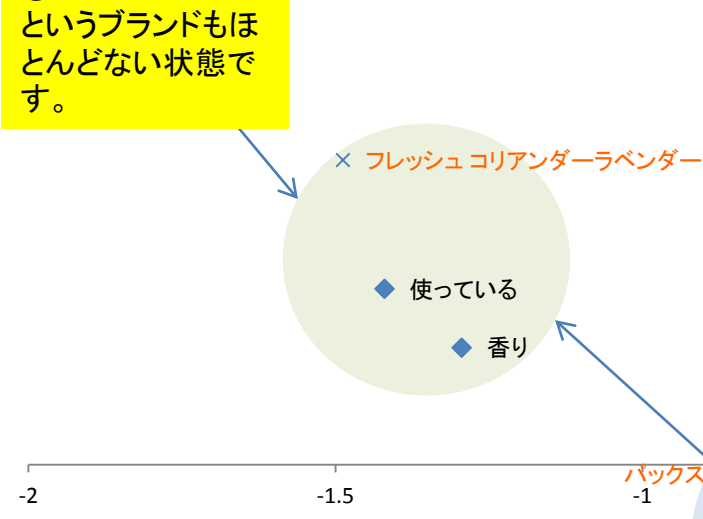 というブランドもほ
とんどない状態で
す。
フレッシュ コリアンダーラベンダー
使っている
香り
パックス
-2
-1.5
-1